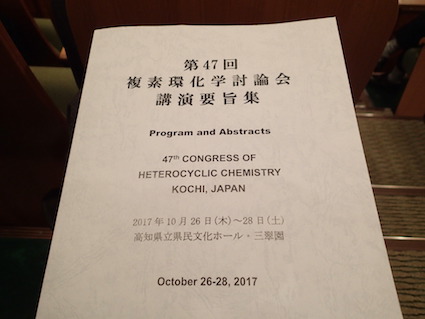 第47回
複素環化学討論会
講演要旨集
Program and Abstracts
47th CONGRESS OF
HETEROCYCLIC CHEMISTRY
KOCHI, JAPAN
2017年10月26日(木)～28日(土)
高知県立県民文化ホール・三翠園
October 26-28, 2017